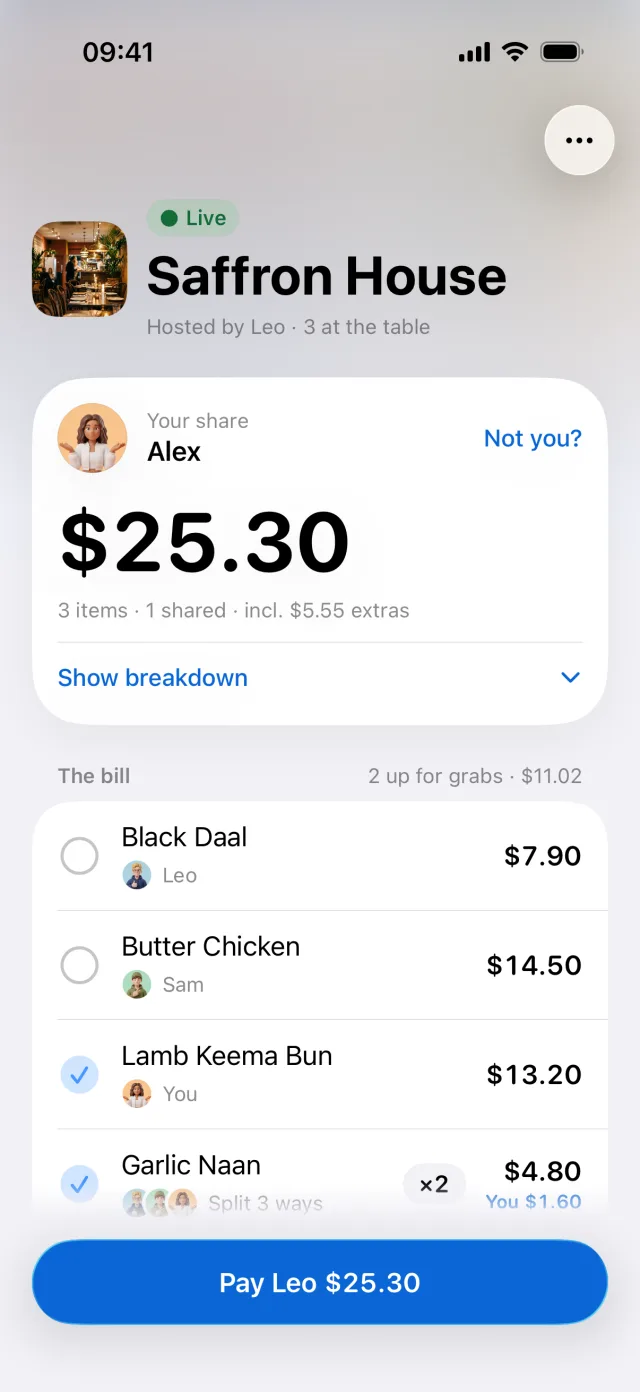 09:41
Live
Saffron House
Hosted by Leo · 3 at the table
Your share
Alex
Not you?
$25.30
3 items · 1 shared · incl. $5.55 extras
Show breakdown
The bill
2 up for grabs · $11.02
Black Daal
$7.90
Leo
Butter Chicken
$14.50
Sam
Lamb Keema Bun
$13.20
You
Garlic Naan
×2
$4.80
Split 3 ways
You $1.60
Pay Leo $25.30